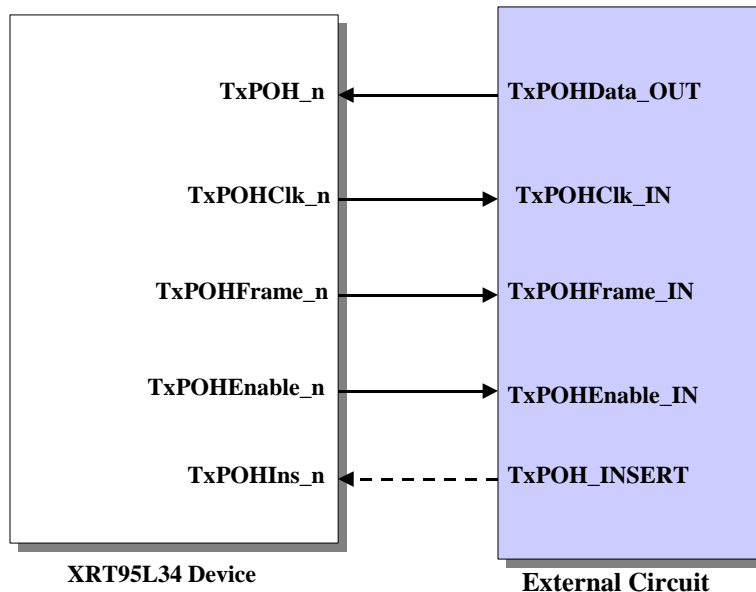 TxPOH_n
TxPOHData_OUT
TxPOHClk_n
TxPOHClk_IN
TxPOHFrame_n
TxPOHFrame_IN
TxPOHEnable_n
TxPOHEnable_IN
TxPOHIns_n
TxPOH_INSERT
XRT95L34 Device
External Circuit